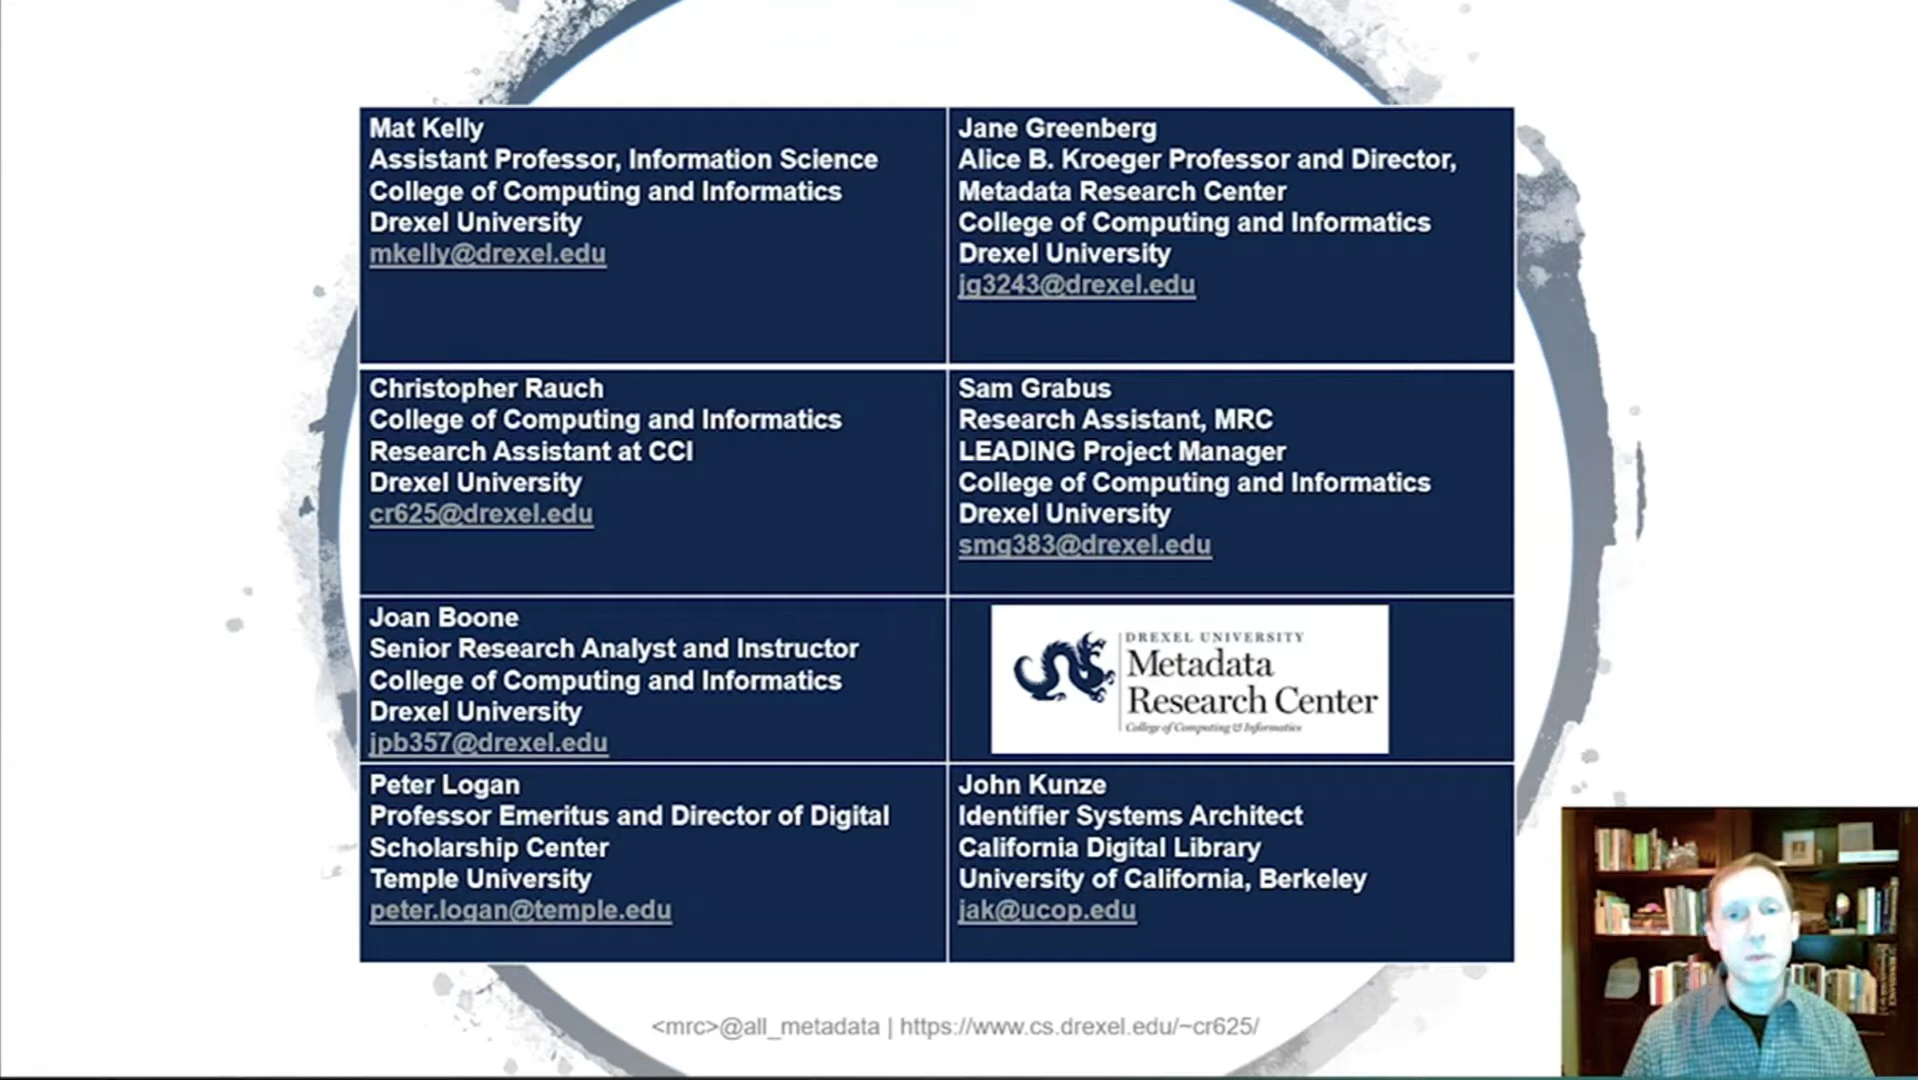 Mat Kelly
Assistant Professor, Information Science
College of Computing and Informatics
Drexel University
mkelly@drexel.edu
Jane Greenberg
Alice B. Kroeger Professor and Director,
Metadata Research Center
College of Computing and Informatics
Drexel University
jg3243@drexel.edu
Christopher Rauch
College of Computing and Informatics
Research Assistant at CCI
Drexel University
cr625@drexel.edu
Sam Grabus
Research Assistant, MRC
LEADING Project Manager
College of Computing and Informatics
Drexel University
smg383@drexel.edu
Joan Boone
Senior Research Analyst and Instructor
College of Computing and Informatics
Drexel University
jpb357@drexel.edu
DREXEL UNIVERSITY
Metadata
Research Center
College of Computing & Informatics
Peter Logan
Professor Emeritus and Director of Digital
Scholarship Center
Temple University
peter.logan@temple.edu
John Kunze
Identifier Systems Architect
California Digital Library
University of California, Berkeley
jak@ucop.edu
<mrc>@all_metadata | https://www.cs.drexel.edu/~cr625/